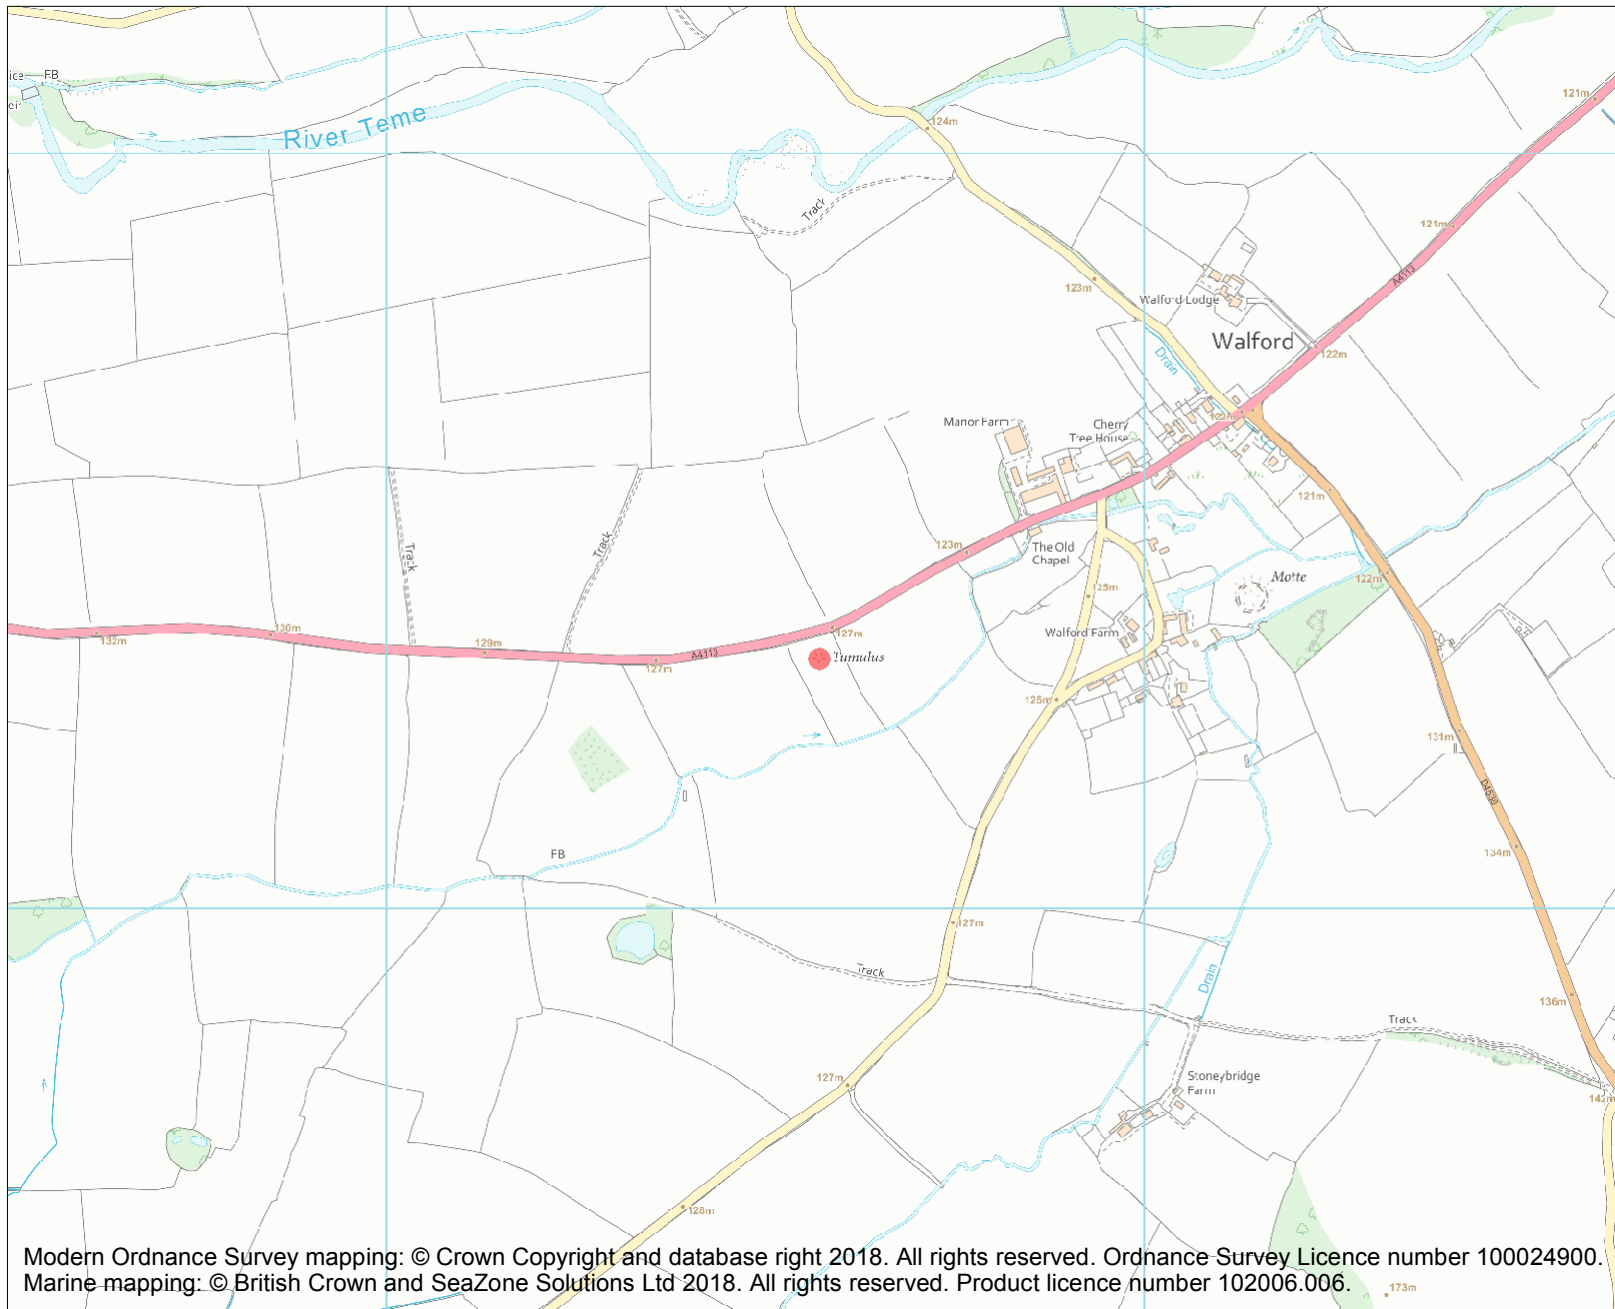 FB
River Teme
124m
121m
Track
121m
A4113
123m
Walford Lodge
Walford
122m
Drain
Manor Farm
Cherry
Tree House
121m
Track
Track
123m
The Old
Chapel
Motte
122m
125m
132m
130m
129m
127m
A4113
127m
Tumulus
Walford Farm
125m
131m
B4530
134m
FB
127m
Track
Drain
136m
Track
127m
Stoneybridge
Farm
142m
128m
Modern Ordnance Survey mapping: © Crown Copyright and database right 2018. All rights reserved. Ordnance Survey Licence number 100024900.
Marine mapping: © British Crown and SeaZone Solutions Ltd 2018. All rights reserved. Product licence number 102006.006.
173m